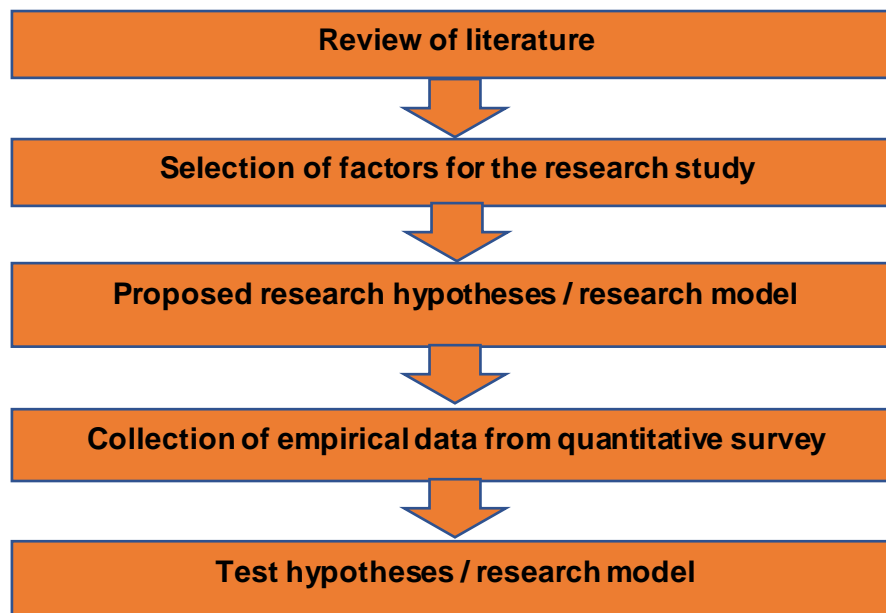 Review of literature
Selection of factors for the research study
Proposed research hypotheses / research model
Collection of empirical data from quantitative survey
Test hypotheses / research model